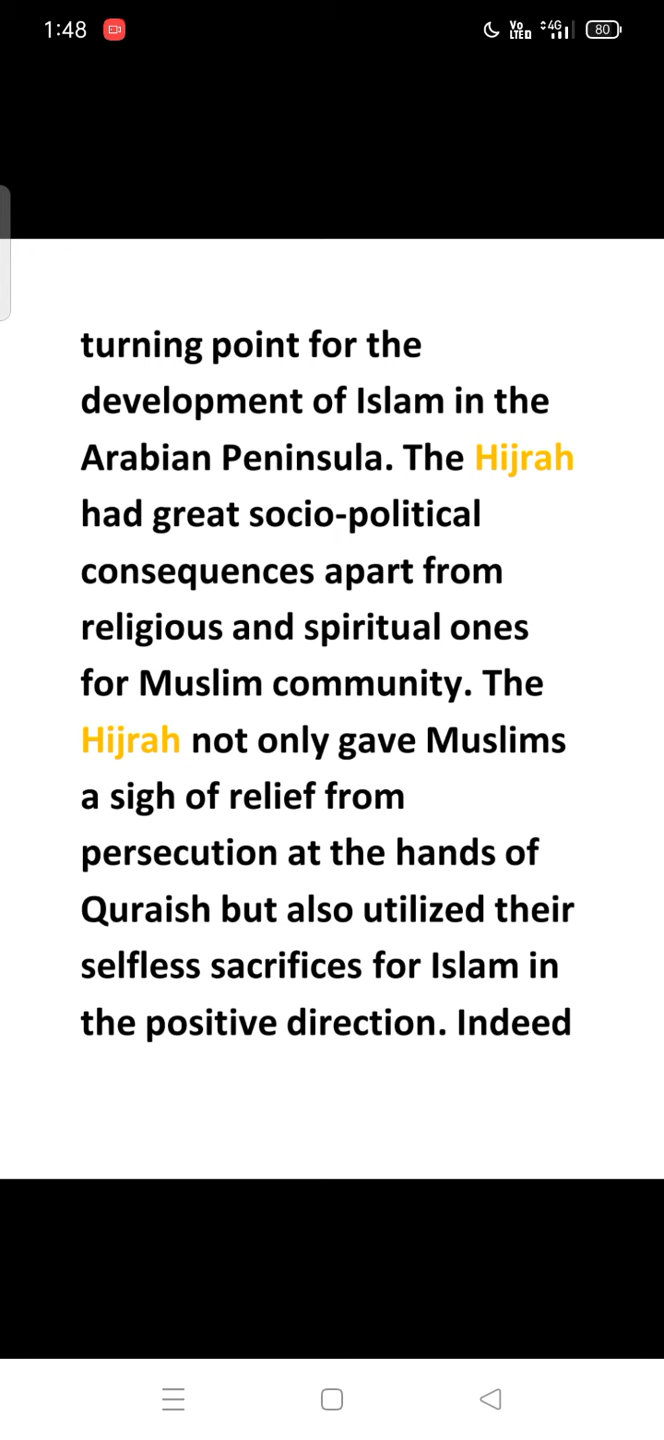 1:48
Vo LTED 4G 80
turning point for the
development of Islam in the
Arabian Peninsula. The Hijrah
had great socio-political
consequences apart from
religious and spiritual ones
for Muslim community. The
Hijrah not only gave Muslims
a sigh of relief from
persecution at the hands of
Quraish but also utilized their
selfless sacrifices for Islam in
the positive direction. Indeed